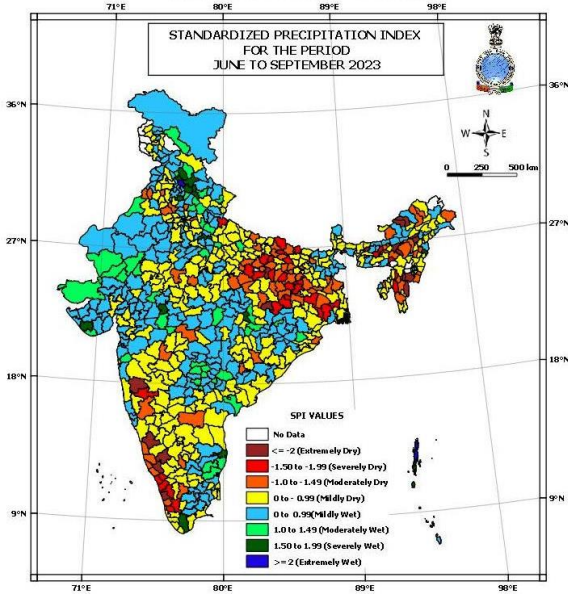 71°E 80°E 89°E 98°E
STANDARDIZED PRECIPITATION INDEX
FOR THE PERIOD
JUNE TO SEPTEMBER 2023
36°N
36°N
N
W E
S
0 250 500 km
27°N
27°N
18°N
18°N
SPI VALUES
No Data
<= -2 (Extremely Dry)
-1.50 to -1.99 (Severely Dry)
-1.0 to -1.49 (Moderately Dry
0 to - 0.99 (Mildly Dry)
0 to 0.99(Mildly Wet)
1.0 to 1.49 (Moderately Wet)
1.50 to 1.99 (Severely Wet)
>= 2 (Extremely Wet)
9°N
9°N
71°E 80°E 89°E 98°E